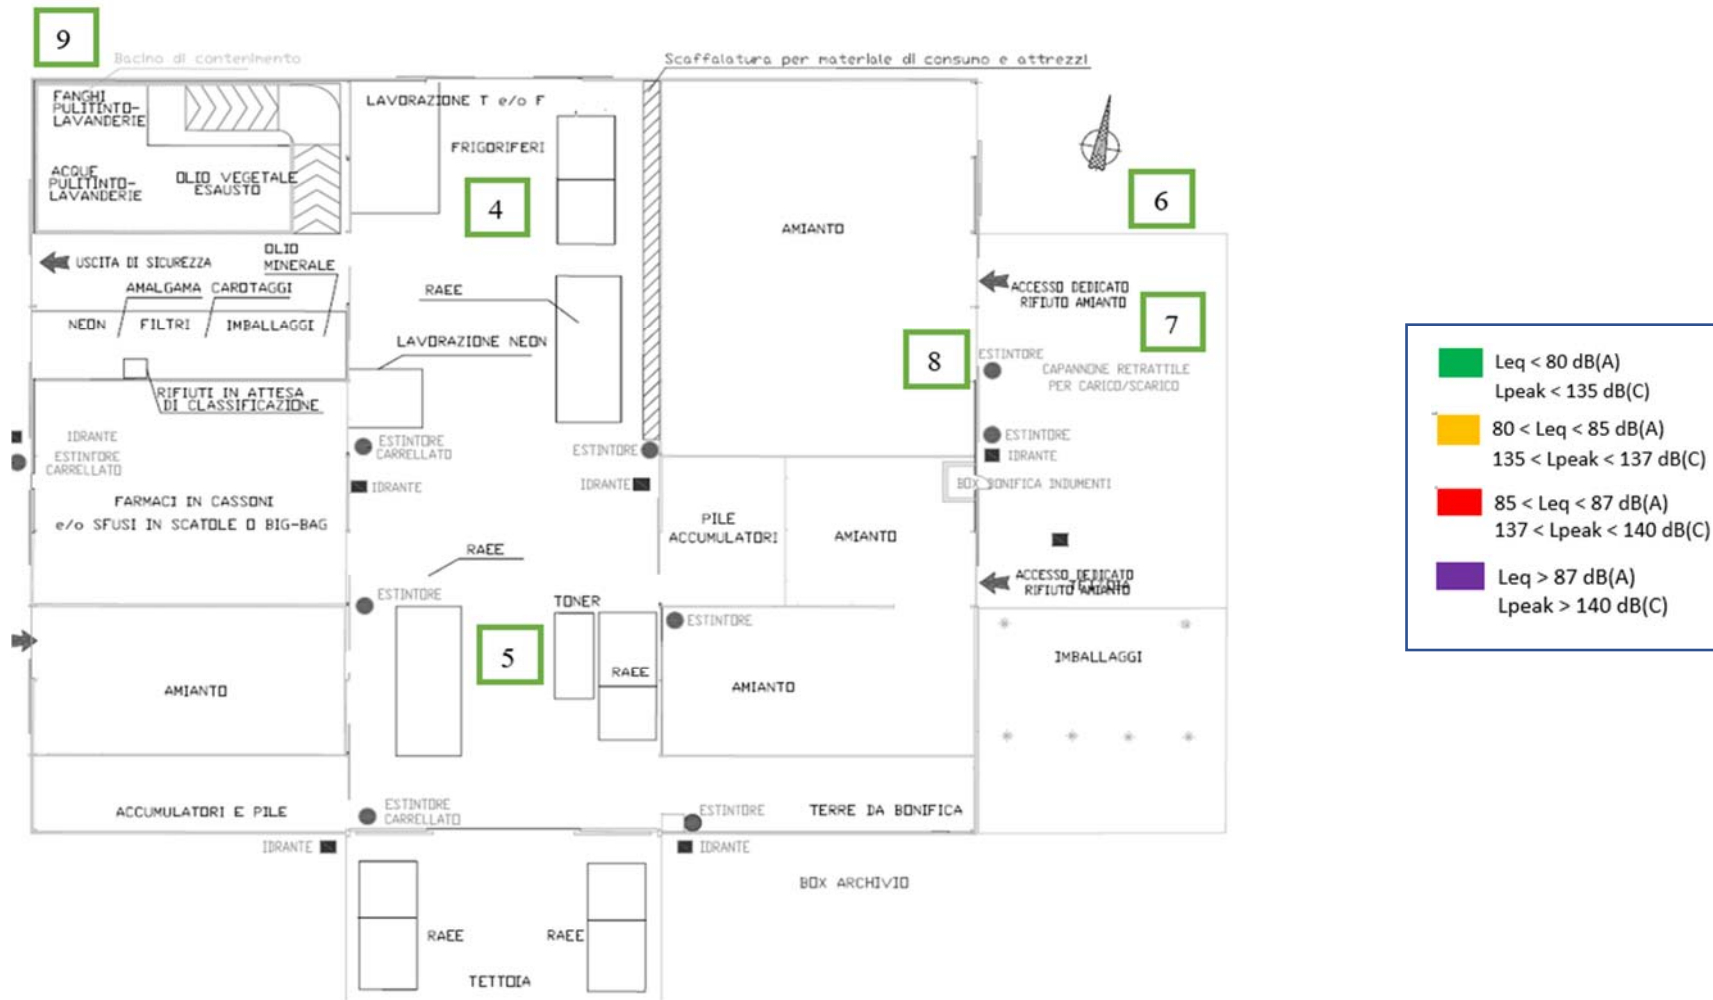 9
Bacino di contenimento
Scaffalatura per materiale di consumo e attrezzi
FANGHI
PULITINTO-
LAVANDERIE
LAVORAZIONE T e/o F
FRIGORIFERI
ACQUE
PULITINTO-
LAVANDERIE
OLIO VEGETALE
ESAUSTO
4
6
AMIANTO
USCITA DI SICUREZZA
OLIO
MINERALE
AMALGAMA CAROTAGGI
RAEE
ACCESSO DEDICATO
RIFIUTO AMIANTO
NEON
FILTRI
IMBALLAGGI
7
LAVORAZIONE NEON
8
ESTINTORE
CAPANNONE RETRATTILE
PER CARICO/SCARICO
RIFIUTI IN ATTESA
DI CLASSIFICAZIONE
IDRANTE
ESTINTORE
CARRELLATO
ESTINTORE
CARRELLATO
ESTINTORE
ESTINTORE
IDRANTE
IDRANTE
IDRANTE
BOX BONIFICA INDUMENTI
FARMACI IN CASSONI
e/o SFUSI IN SCATOLE O BIG-BAG
PILE
ACCUMULATORI
AMIANTO
RAEE
ACCESSO DEDICATO
RIFIUTO AMIANTO
TETTOIA
ESTINTORE
TONER
ESTINTORE
5
RAEE
IMBALLAGGI
AMIANTO
AMIANTO
ACCUMULATORI E PILE
ESTINTORE
CARRELLATO
ESTINTORE
TERRE DA BONIFICA
IDRANTE
IDRANTE
BOX ARCHIVIO
RAEE
RAEE
TETTOIA
Leq < 80 dB(A)
Lpeak < 135 dB(C)
80 < Leq < 85 dB(A)
135 < Lpeak < 137 dB(C)
85 < Leq < 87 dB(A)
137 < Lpeak < 140 dB(C)
Leq > 87 dB(A)
Lpeak > 140 dB(C)